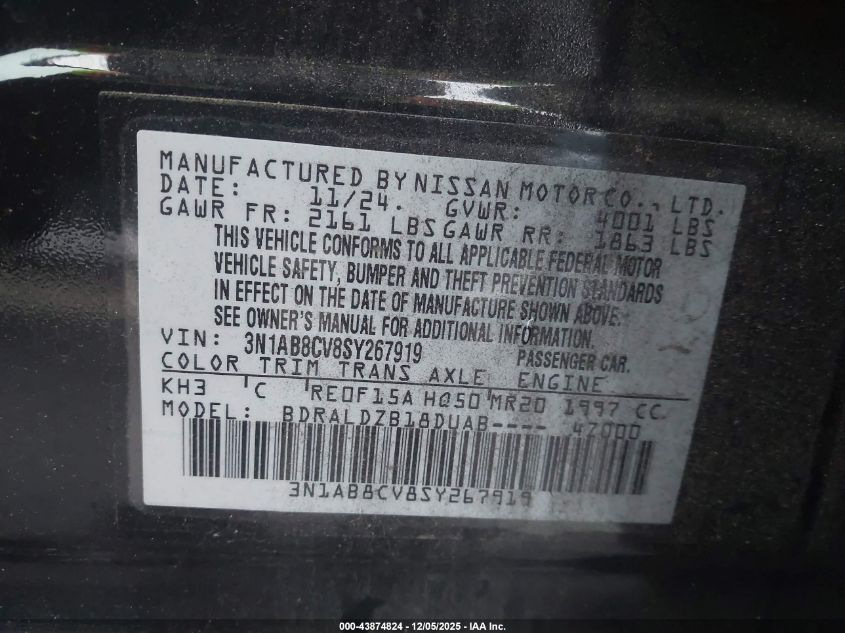 MANUFACTURED BY NISSAN MOTOR CO., LTD.
DATE: 11/24. GVWR: 4001 LBS
GAWR FR: 2161 LBS GAWR RR: 1863 LBS
THIS VEHICLE CONFORMS TO ALL APPLICABLE FEDERAL MOTOR
VEHICLE SAFETY, BUMPER AND THEFT PREVENTION STANDARDS
IN EFFECT ON THE DATE OF MANUFACTURE SHOWN ABOVE.
SEE OWNER'S MANUAL FOR ADDITIONAL INFORMATION.
VIN: 3N1AB8CV8SY267919 PASSENGER CAR.
COLOR TRIM TRANS AXLE ENGINE
KH3 C RE0F15A HQ50 MR20 1997 CC
MODEL: BDRALDZB18DUAB---- 47000
3N1AB8CV8SY267919
000-43874824 - 12/05/2025 - IAA Inc.